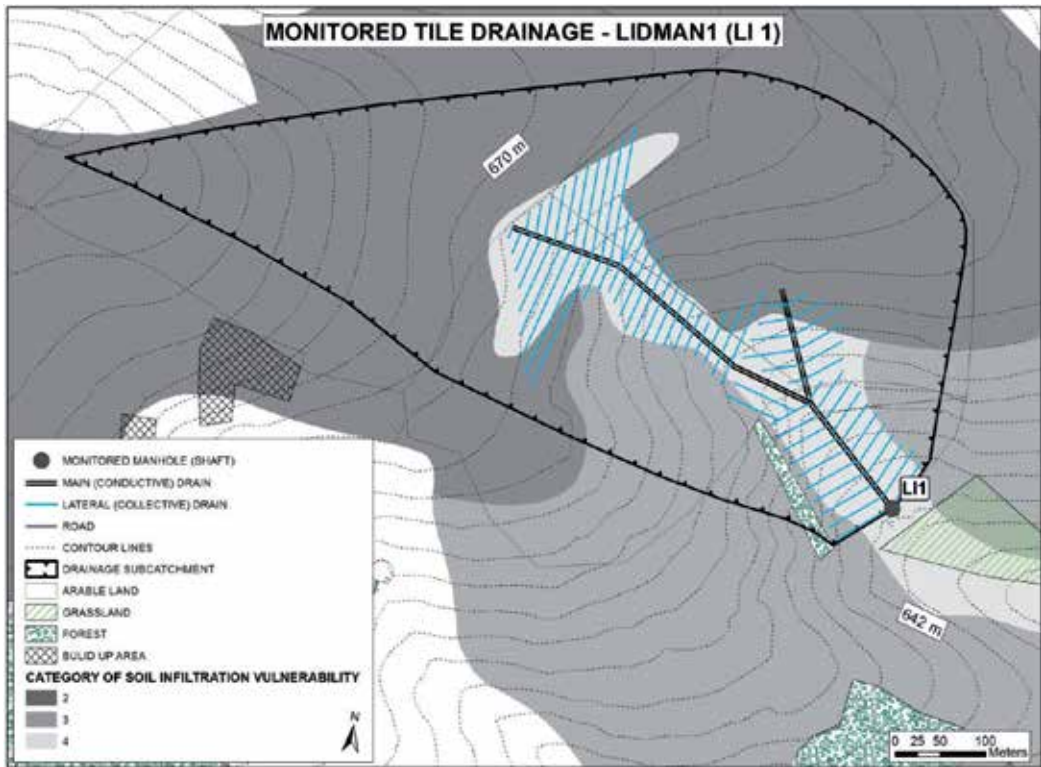 MONITORED TILE DRAINAGE - LIDMAN1 (LI 1)
670 m
LI1
642 m
MONITORED MANHOLE (SHAFT)
MAIN (CONDUCTIVE) DRAIN
LATERAL (COLLECTIVE) DRAIN
ROAD
CONTOUR LINES
DRAINAGE SUBCATCHMENT
ARABLE LAND
GRASSLAND
FOREST
BULID UP AREA
CATEGORY OF SOIL INFILTRATION VULNERABILITY
2
3
4
N
0 25 50 100
Meters